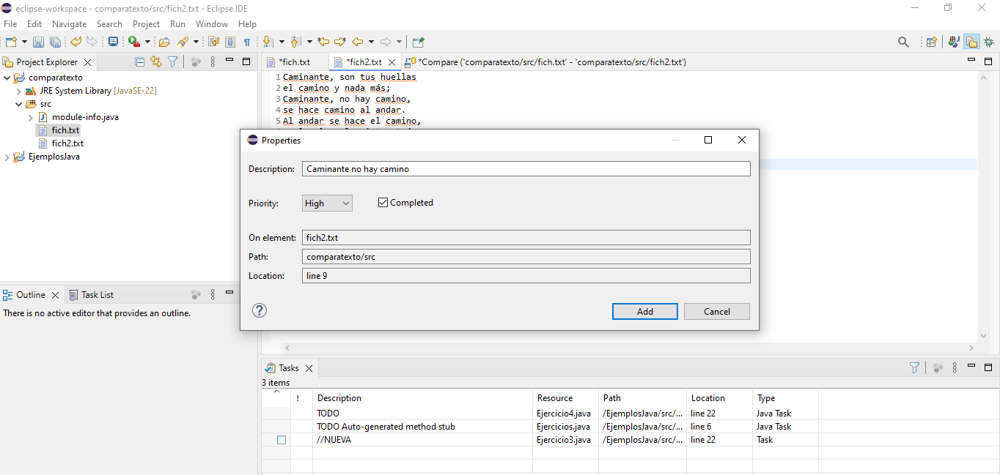 eclipse-workspace - comparatexto/src/fich2.txt - Eclipse IDE
File Edit Navigate Search Project Run Window Help
Project Explorer
comparatexto
JRE System Library [JavaSE-22]
src
module-info.java
fich.txt
fich2.txt
EjemplosJava
*fich.txt *fich2.txt *Compare ('comparatexto/src/fich.txt' - 'comparatexto/src/fich2.txt')
1 Caminante, son tus huellas
2 el camino y nada más;
3 Caminante, no hay camino,
4 se hace camino al andar.
5 Al andar se hace el camino,
Properties
Description: Caminante no hay camino
Priority: High Completed
On element: fich2.txt
Path: comparatexto/src
Location: line 9
? Add Cancel
Outline Task List
There is no active editor that provides an outline.
Tasks
3 items
! Description Resource Path Location Type
TODO Ejercicio4.java /EjemplosJava/src/... line 22 Java Task
TODO Auto-generated method stub Ejercicios.java /EjemplosJava/src/... line 6 Java Task
//NUEVA Ejercicio3.java /EjemplosJava/src/... line 22 Task